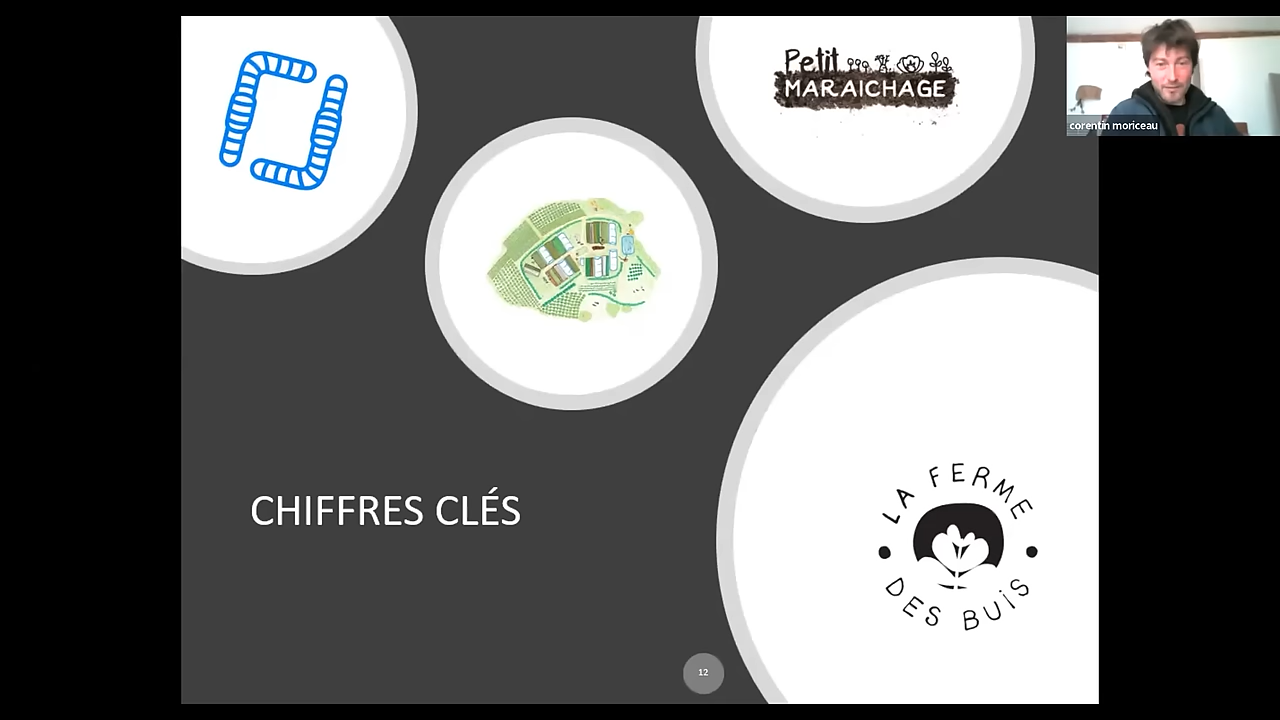 Petit
MARAICHAGE
corentin moriceau
CHIFFRES CLÉS
LA FERME
DES BUIS
12